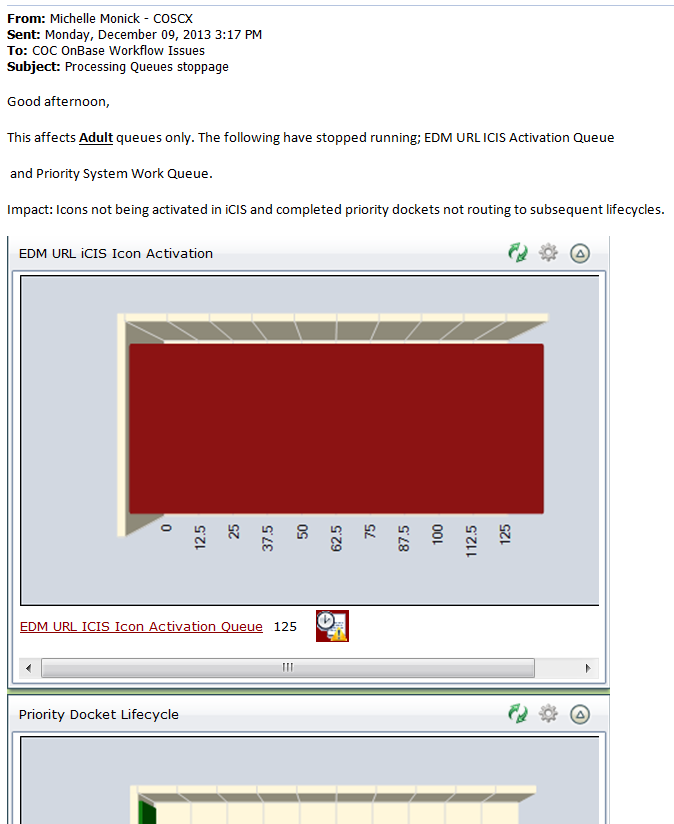 From: Michelle Monick - COSCX
Sent: Monday, December 09, 2013 3:17 PM
To: COC OnBase Workflow Issues
Subject: Processing Queues stoppage
Good afternoon,
This affects Adult queues only. The following have stopped running; EDM URL ICIS Activation Queue
and Priority System Work Queue.
Impact: Icons not being activated in iCIS and completed priority dockets not routing to subsequent lifecycles.
EDM URL iCIS Icon Activation
0 12.5 25 37.5 50 62.5 75 87.5 100 112.5 125
EDM URL ICIS Icon Activation Queue 125
Priority Docket Lifecycle